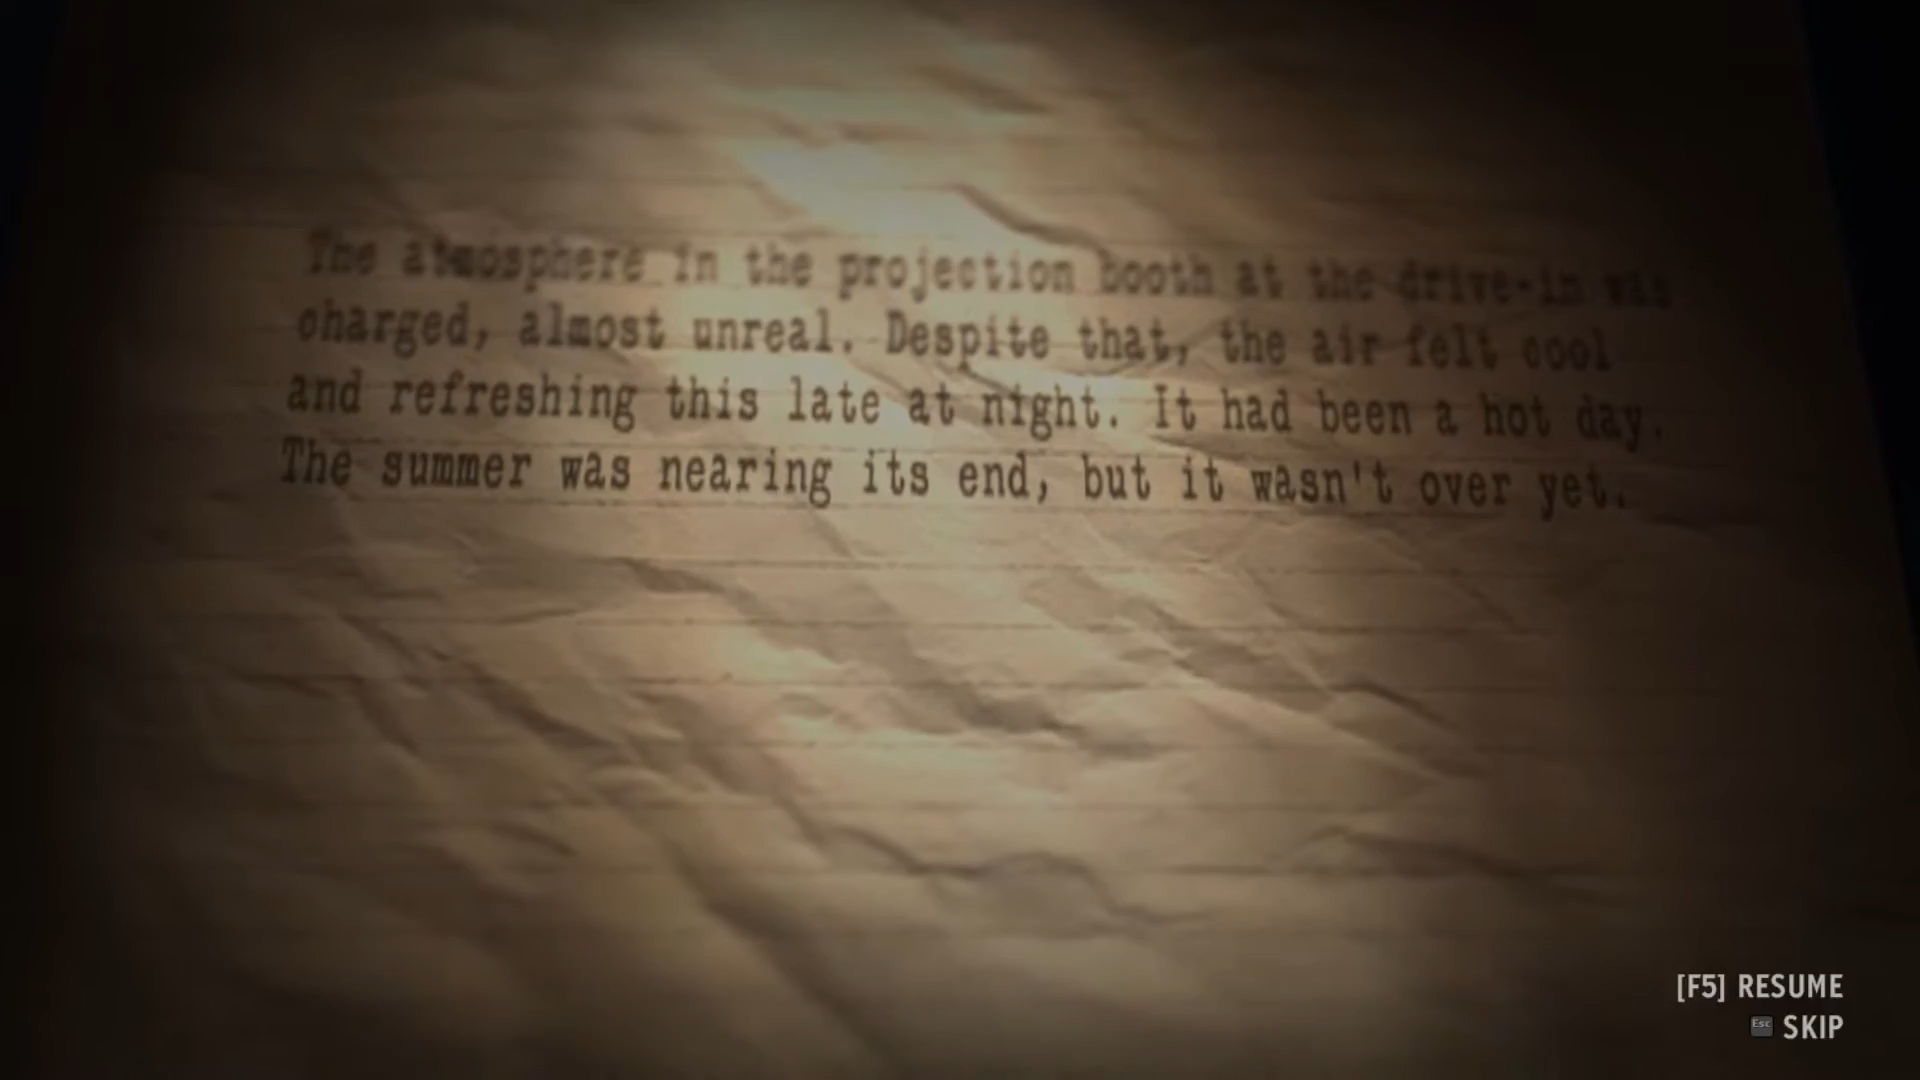 The atmosphere in the projection booth at the drive-in was
charged, almost unreal. Despite that, the air felt cool
and refreshing this late at night. It had been a hot day.
The summer was nearing its end, but it wasn't over yet.
[F5] RESUME
Esc SKIP